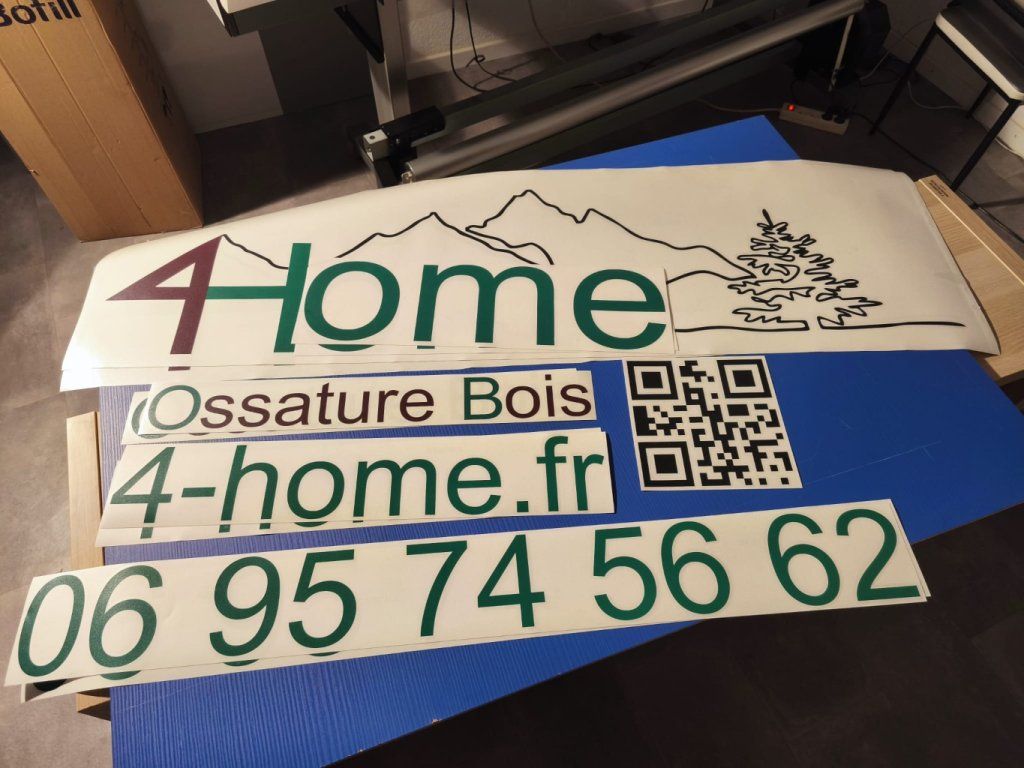 Bofill
4Home
Ossature Bois
4-home.fr
06 95 74 56 62